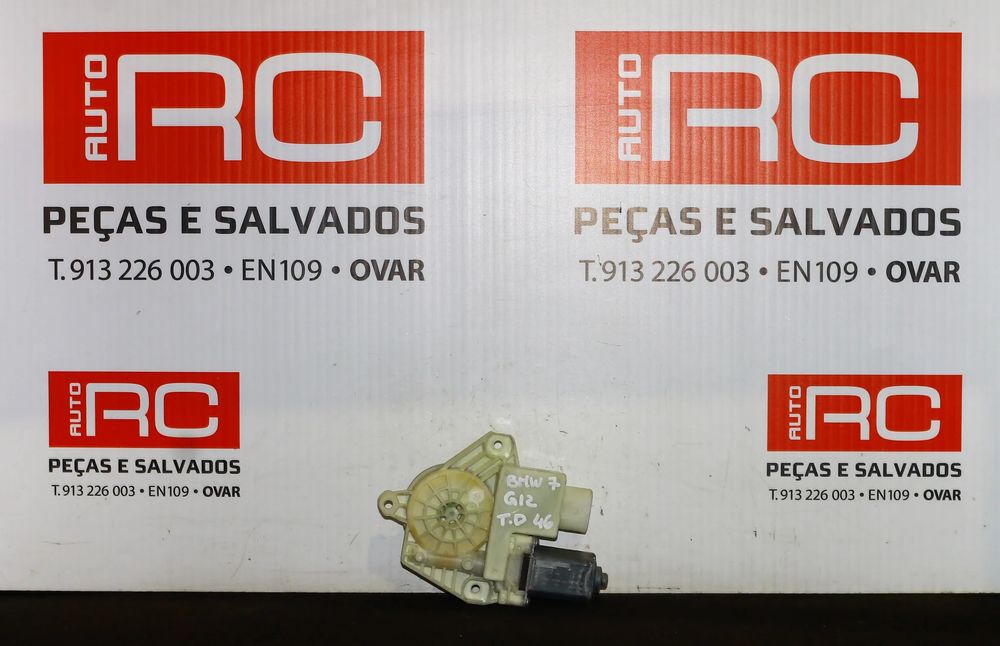 AUTO RC
PEÇAS E SALVADOS
T. 913 226 003 • EN109 • OVAR
AUTO RC
PEÇAS E SALVADOS
T. 913 226 003 • EN109 • OVAR
AUTO RC
PEÇAS E SALVADOS
T. 913 226 003 • EN109 • OVAR
AUTO RC
PEÇAS E SALVADOS
T. 913 226 003 • EN109 • OVAR
BMW 7
G12
T.D 46